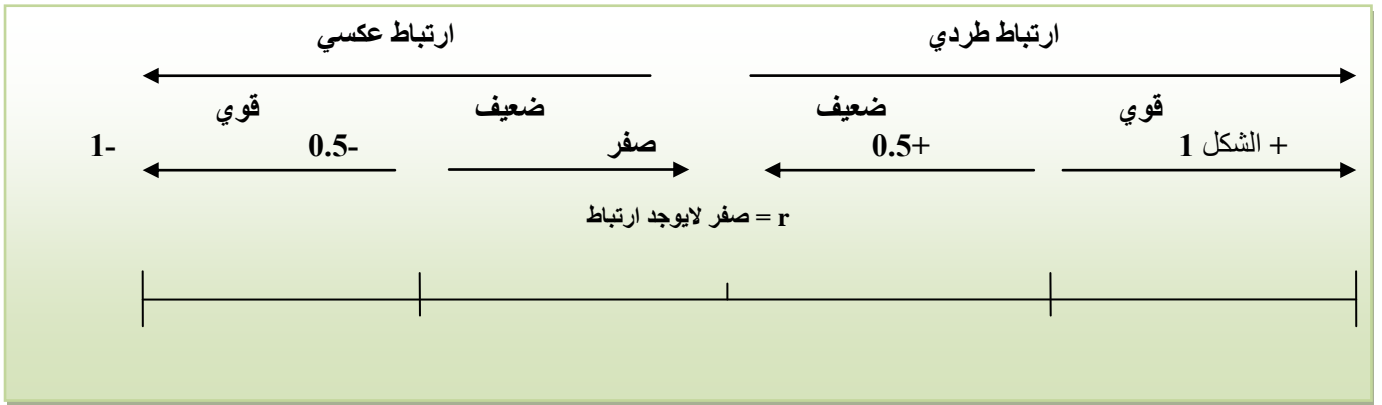 ارتباط طردي ارتباط عكسي
قوي ضعيف ضعيف قوي
+ الشكل 1 +0.5 صفر -0.5 -1
r = صفر لايوجد ارتباط